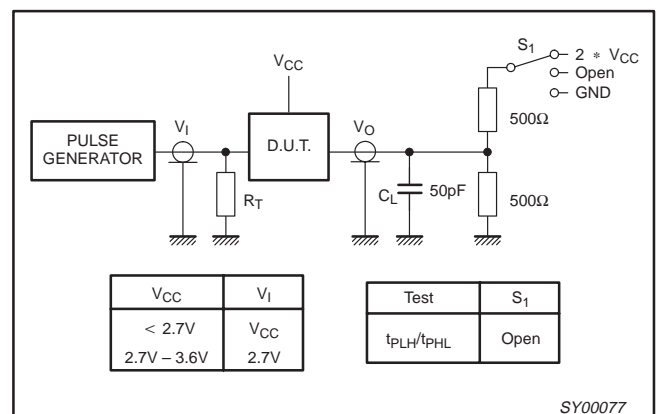 S1
2 * VCC
Open
GND
VCC
500Ω
PULSE
GENERATOR
VI
D.U.T.
VO
RT
CL
50pF
500Ω
VCC VI
< 2.7V VCC
2.7V – 3.6V 2.7V
Test S1
tPLH/tPHL Open
SY00077